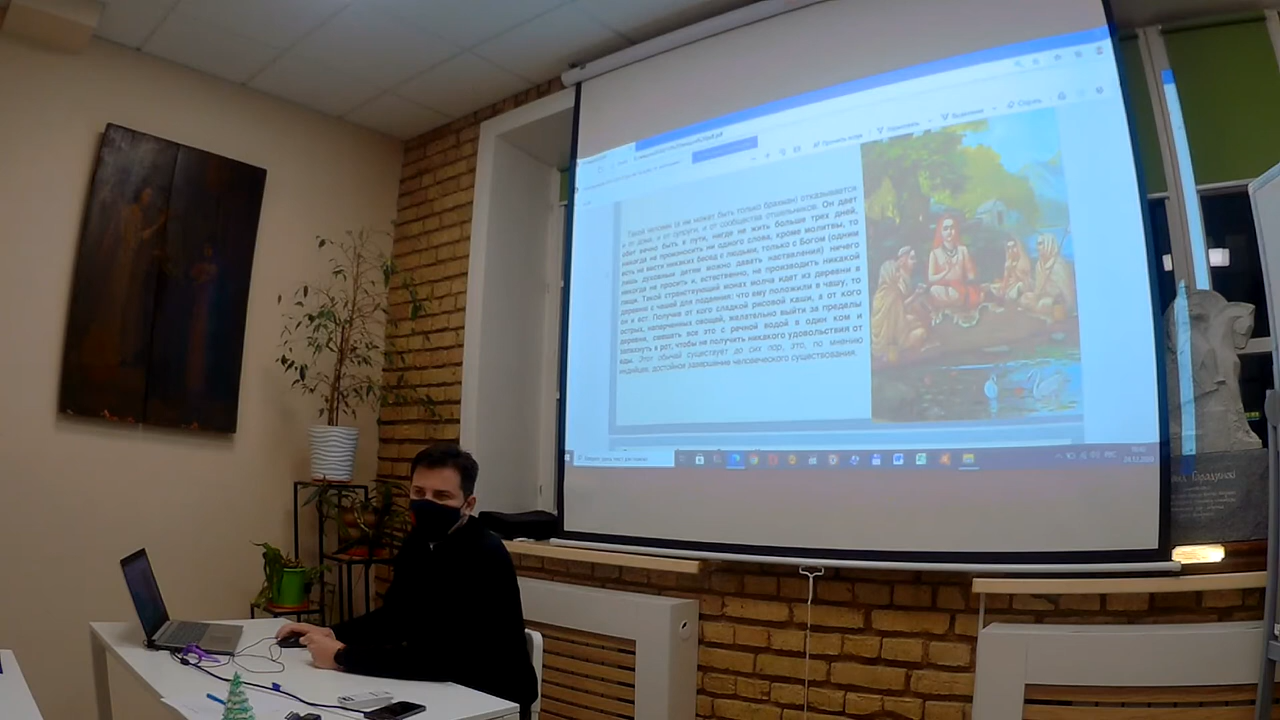 Такой человек (а им может быть только брахман) отказывается
и от дома, и от супруги, и от сообщества отшельников. Он дает
обет вечно быть в пути, нигде не жить больше трех дней,
никогда не произносить ни одного слова, кроме молитвы, то
есть не вести никаких бесед с людьми, только с Богом (одним
лишь духовным детям можно давать наставления) ничего
никогда не просить и, естественно, не производить никакой
пищи. Такой странствующий монах молча идет из деревни в
деревню с чашей для подаяния: что ему положили в чашу, то
он и ест. Получив от кого сладкой рисовой каши, а от кого
острых, наперченных овощей, желательно выйти за пределы
деревни, смешать все это с речной водой в один ком и
запихнуть в рот, чтобы не получить никакого удовольствия от
еды. Этот обычай существует до сих пор, это, по мнению
индийцев, достойное завершение человеческого существования.